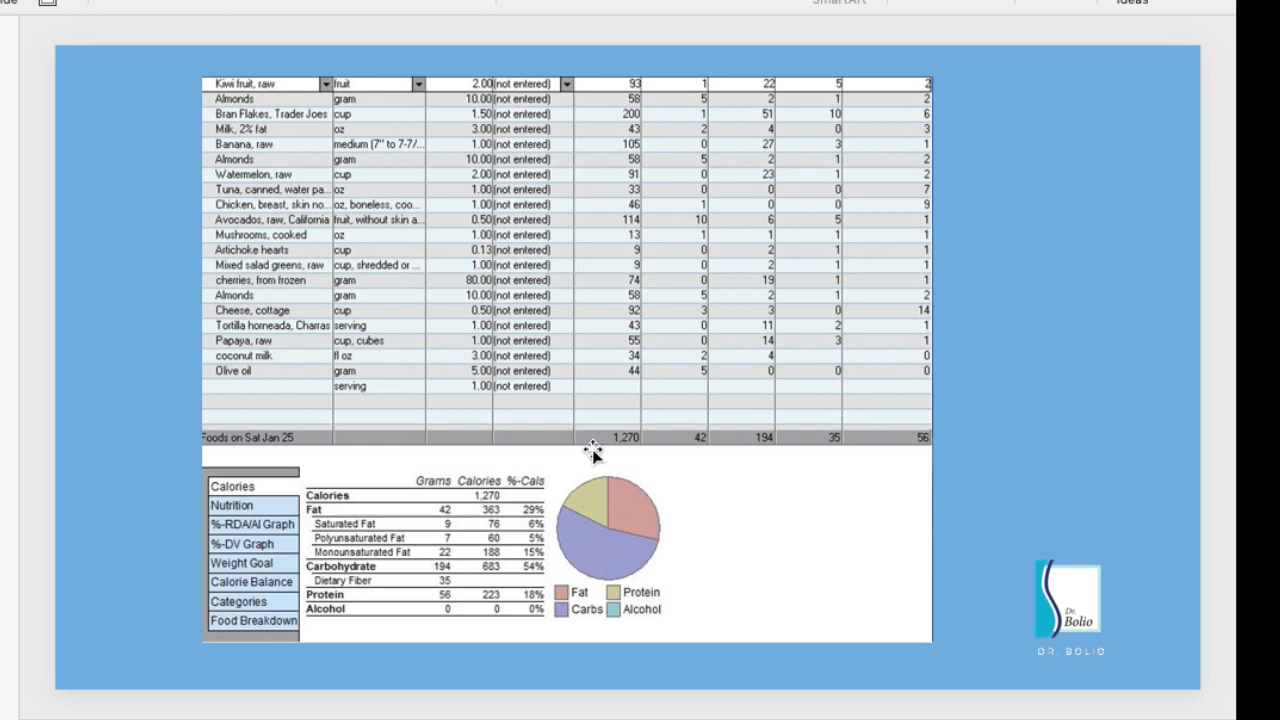 SmartArt
Ideas
Kiwi fruit, raw fruit 2.00 (not entered) 93 1 22 5 2
Almonds gram 10.00 (not entered) 58 5 2 1 2
Bran Flakes, Trader Joes cup 1.50 (not entered) 200 1 51 10 6
Milk, 2% fat oz 3.00 (not entered) 43 2 4 0 3
Banana, raw medium (7" to 7-7/... 1.00 (not entered) 105 0 27 3 1
Almonds gram 10.00 (not entered) 58 5 2 1 2
Watermelon, raw cup 2.00 (not entered) 91 0 23 1 2
Tuna, canned, water pa... oz 1.00 (not entered) 33 0 0 0 7
Chicken, breast, skin no... oz, boneless, coo... 1.00 (not entered) 46 1 0 0 9
Avocados, raw, California fruit, without skin a... 0.50 (not entered) 114 10 6 5 1
Mushrooms, cooked oz 1.00 (not entered) 13 1 1 1 1
Artichoke hearts cup 0.13 (not entered) 9 0 2 1 1
Mixed salad greens, raw cup, shredded or ... 1.00 (not entered) 9 0 2 1 1
cherries, from frozen gram 80.00 (not entered) 74 0 19 1 1
Almonds gram 10.00 (not entered) 58 5 2 1 2
Cheese, cottage cup 0.50 (not entered) 92 3 3 0 14
Tortilla horneada, Charras serving 1.00 (not entered) 43 0 11 2 1
Papaya, raw cup, cubes 1.00 (not entered) 55 0 14 3 1
coconut milk fl oz 3.00 (not entered) 34 2 4 0
Olive oil gram 5.00 (not entered) 44 5 0 0 0
serving 1.00 (not entered)
Foods on Sat Jan 25 1,270 42 194 35 56
Calories
Nutrition
%-RDA/AI Graph
%-DV Graph
Weight Goal
Calorie Balance
Categories
Food Breakdown
Grams Calories %-Cals
Calories 1,270
Fat 42 363 29%
Saturated Fat 9 76 6%
Polyunsaturated Fat 7 60 5%
Monounsaturated Fat 22 188 15%
Carbohydrate 194 683 54%
Dietary Fiber 35
Protein 56 223 18%
Alcohol 0 0 0%
Fat Protein
Carbs Alcohol
Dr.
Bolio
DR. BOLIO